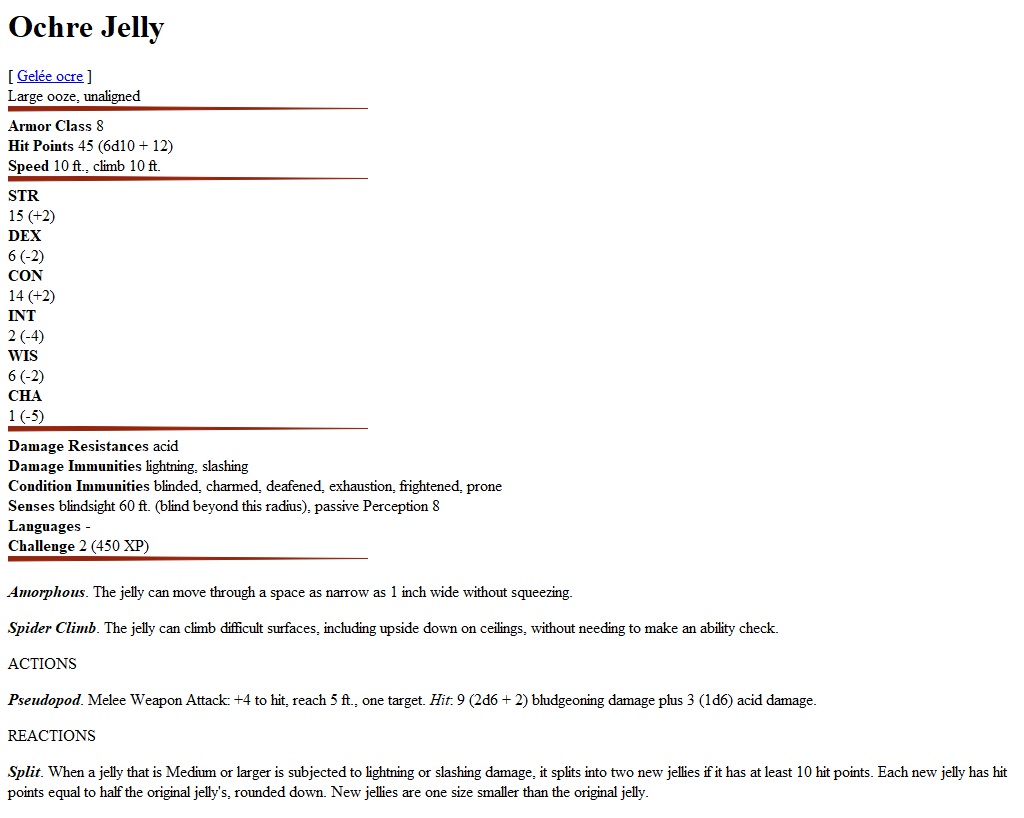 Ochre Jelly
[ Gelée ocre ]
Large ooze, unaligned
Armor Class 8
Hit Points 45 (6d10 + 12)
Speed 10 ft., climb 10 ft.
STR
15 (+2)
DEX
6 (-2)
CON
14 (+2)
INT
2 (-4)
WIS
6 (-2)
CHA
1 (-5)
Damage Resistances acid
Damage Immunities lightning, slashing
Condition Immunities blinded, charmed, deafened, exhaustion, frightened, prone
Senses blindsight 60 ft. (blind beyond this radius), passive Perception 8
Languages -
Challenge 2 (450 XP)
Amorphous. The jelly can move through a space as narrow as 1 inch wide without squeezing.
Spider Climb. The jelly can climb difficult surfaces, including upside down on ceilings, without needing to make an ability check.
ACTIONS
Pseudopod. Melee Weapon Attack: +4 to hit, reach 5 ft., one target. Hit: 9 (2d6 + 2) bludgeoning damage plus 3 (1d6) acid damage.
REACTIONS
Split. When a jelly that is Medium or larger is subjected to lightning or slashing damage, it splits into two new jellies if it has at least 10 hit points. Each new jelly has hit
points equal to half the original jelly's, rounded down. New jellies are one size smaller than the original jelly.